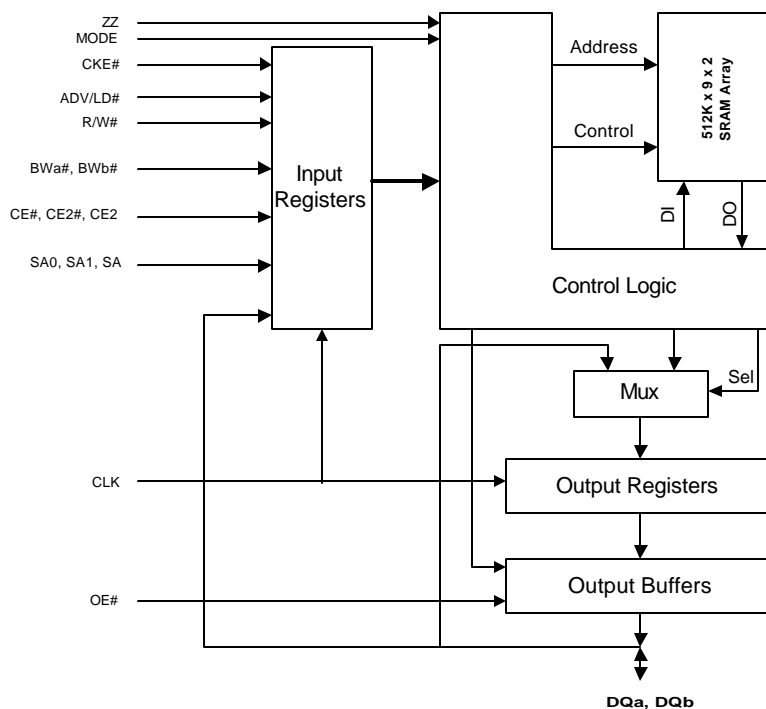 ZZ
MODE
CKE#
ADV/LD#
R/W#
BWa#, BWb#
CE#, CE2#, CE2
SA0, SA1, SA
Input
Registers
Address
Control
512K x 9 x 2
SRAM Array
DI
DO
Control Logic
Mux
Sel
CLK
Output Registers
Output Buffers
OE#
DQa, DQb